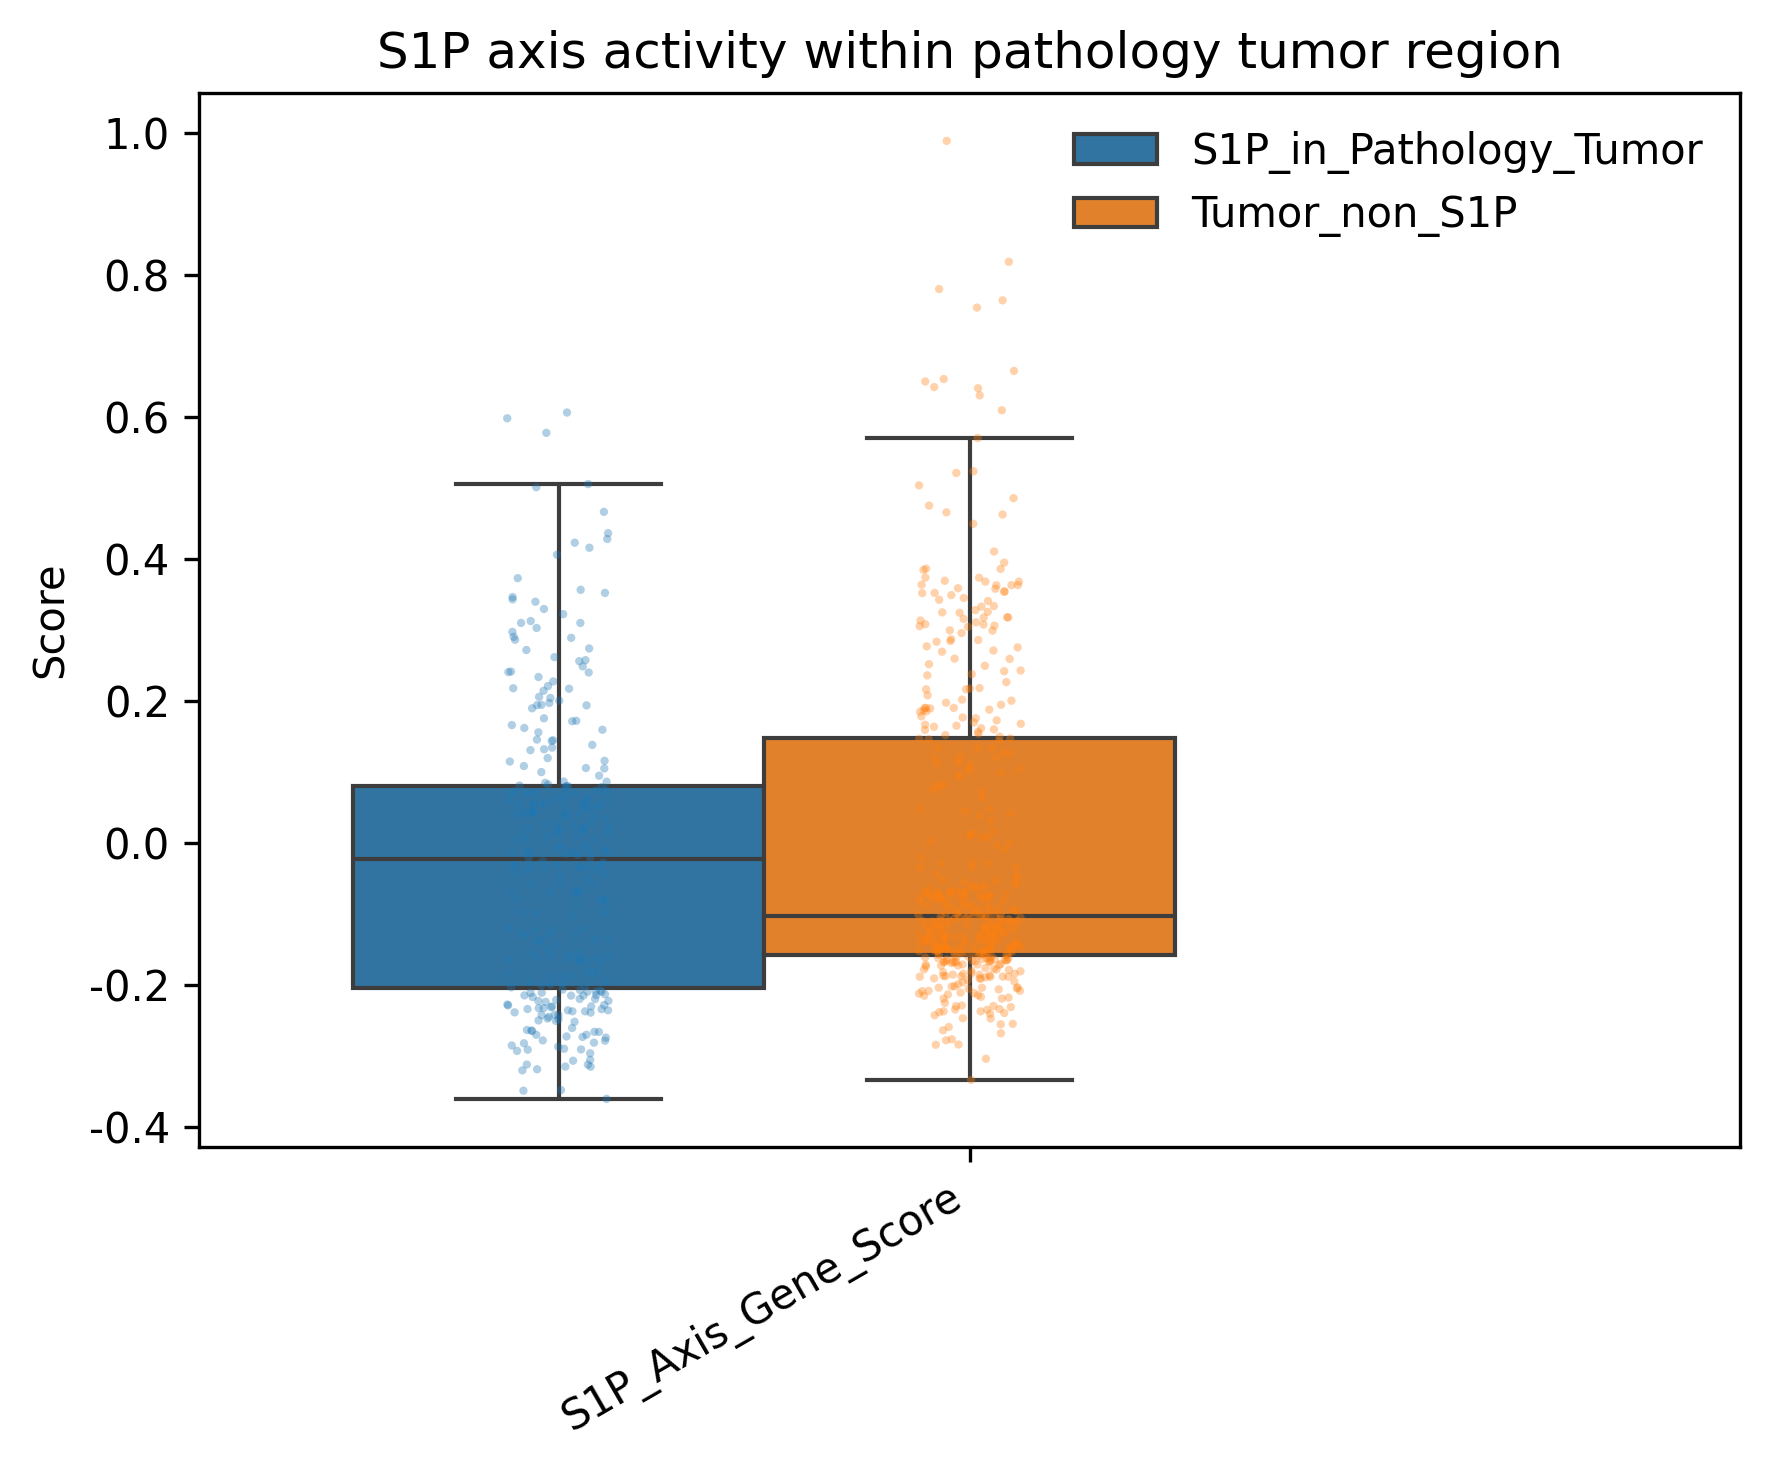 S1P axis activity within pathology tumor region
S1P_in_Pathology_Tumor
Tumor_non_S1P
1.0
0.8
0.6
0.4
0.2
0.0
-0.2
-0.4
Score
S1P_Axis_Gene_Score